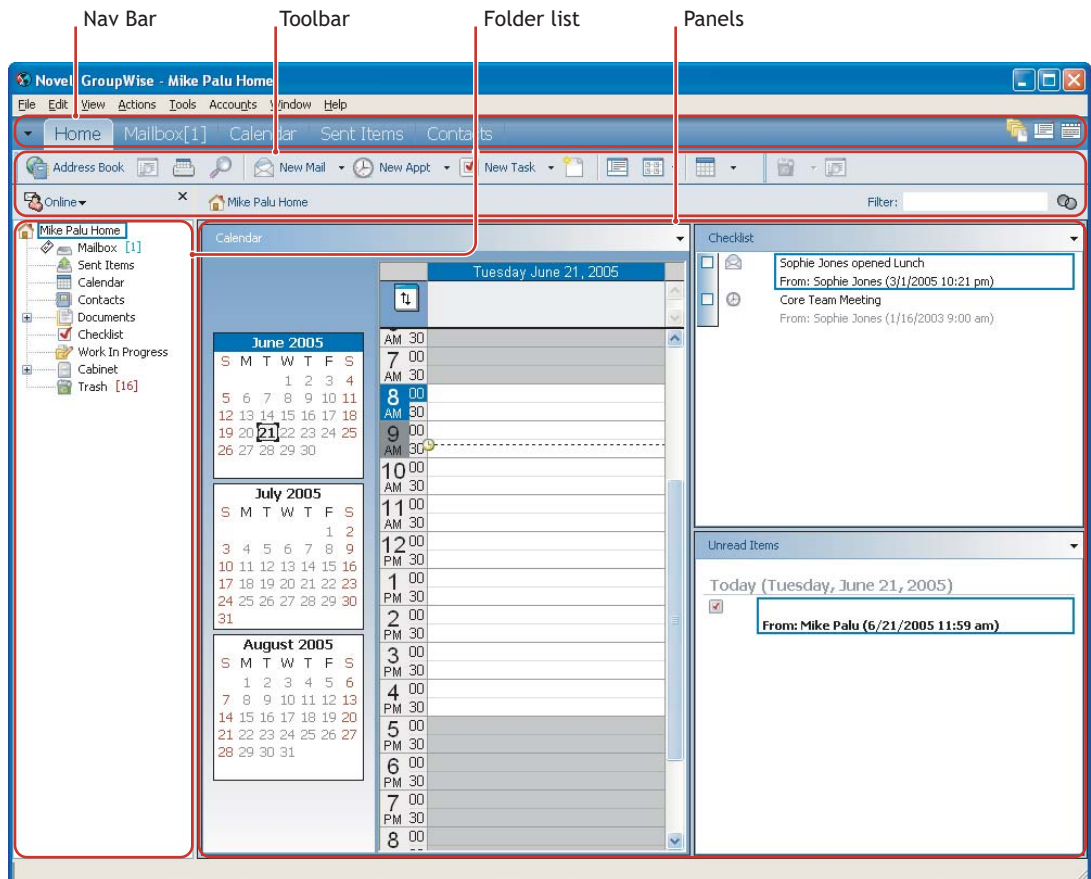 Nav Bar Toolbar Folder list Panels
Novell GroupWise - Mike Palu Home
File Edit View Actions Tools Accounts Window Help
Home Mailbox[1] Calendar Sent Items Contacts
Address Book New Mail New Appt New Task
Online Mike Palu Home Filter:
Mike Palu Home
Mailbox [1]
Sent Items
Calendar
Contacts
Documents
Checklist
Work In Progress
Cabinet
Trash [16]
Calendar
June 2005
S M T W T F S
1 2 3 4
5 6 7 8 9 10 11
12 13 14 15 16 17 18
19 20 21 22 23 24 25
26 27 28 29 30
July 2005
S M T W T F S
1 2
3 4 5 6 7 8 9
10 11 12 13 14 15 16
17 18 19 20 21 22 23
24 25 26 27 28 29 30
31
August 2005
S M T W T F S
1 2 3 4 5 6
7 8 9 10 11 12 13
14 15 16 17 18 19 20
21 22 23 24 25 26 27
28 29 30 31
Tuesday June 21, 2005
AM 30
7 00
AM 30
8 00
AM 30
9 00
AM 30
10 00
AM 30
11 00
AM 30
12 00
PM 30
1 00
PM 30
2 00
PM 30
3 00
PM 30
4 00
PM 30
5 00
PM 30
6 00
PM 30
7 00
PM 30
8 00
Checklist
Sophie Jones opened Lunch
From: Sophie Jones (3/1/2005 10:21 pm)
Core Team Meeting
From: Sophie Jones (1/16/2003 9:00 am)
Unread Items
Today (Tuesday, June 21, 2005)
From: Mike Palu (6/21/2005 11:59 am)